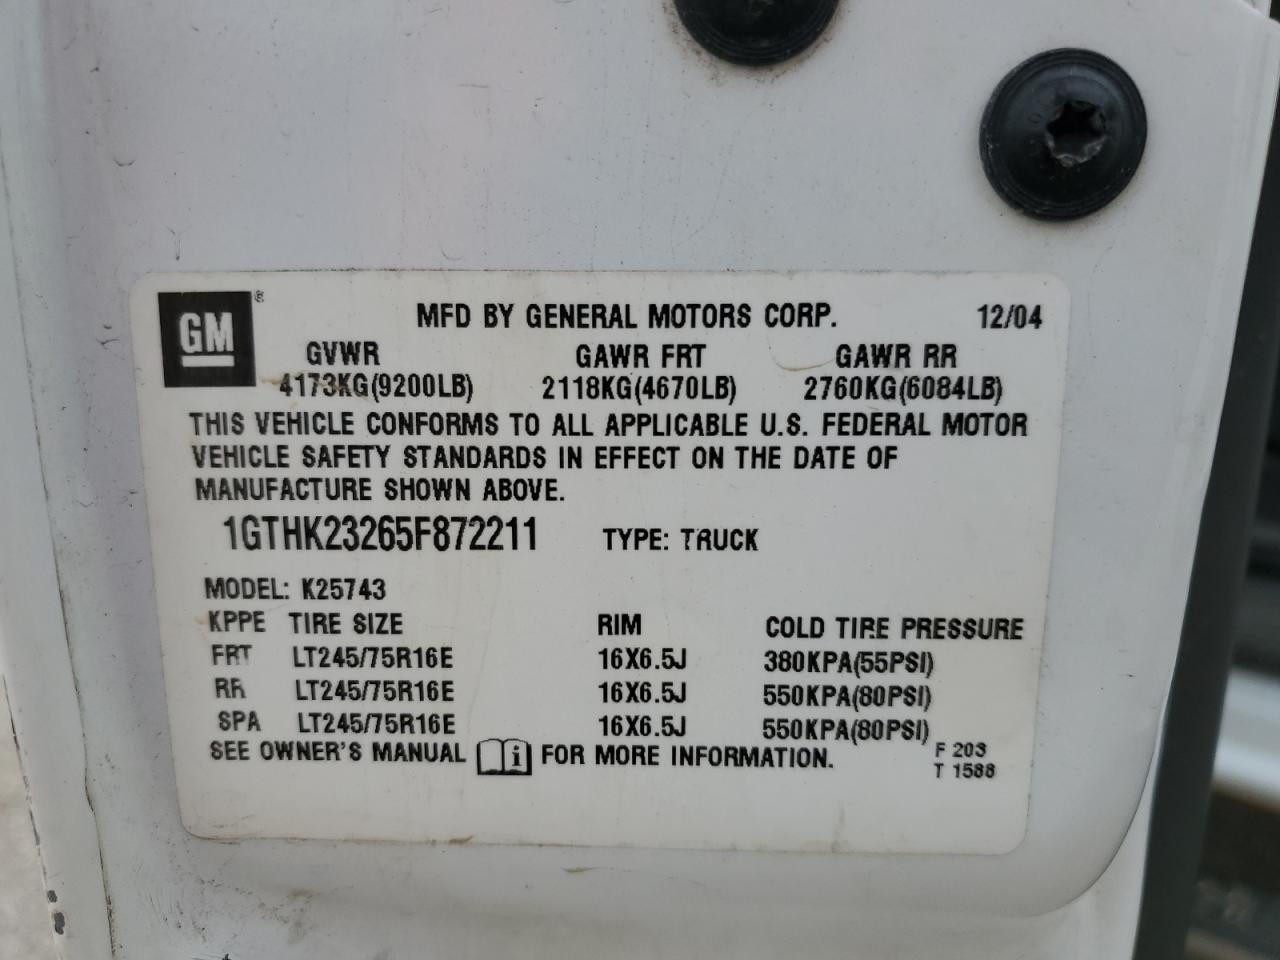 GM ®
MFD BY GENERAL MOTORS CORP. 12/04
GVWR GAWR FRT GAWR RR
4173KG(9200LB) 2118KG(4670LB) 2760KG(6084LB)
THIS VEHICLE CONFORMS TO ALL APPLICABLE U.S. FEDERAL MOTOR
VEHICLE SAFETY STANDARDS IN EFFECT ON THE DATE OF
MANUFACTURE SHOWN ABOVE.
1GTHK23265F872211 TYPE: TRUCK
MODEL: K25743
KPPE TIRE SIZE RIM COLD TIRE PRESSURE
FRT LT245/75R16E 16X6.5J 380KPA(55PSI)
RR LT245/75R16E 16X6.5J 550KPA(80PSI)
SPA LT245/75R16E 16X6.5J 550KPA(80PSI)
SEE OWNER'S MANUAL i FOR MORE INFORMATION.
F 203
T 1588